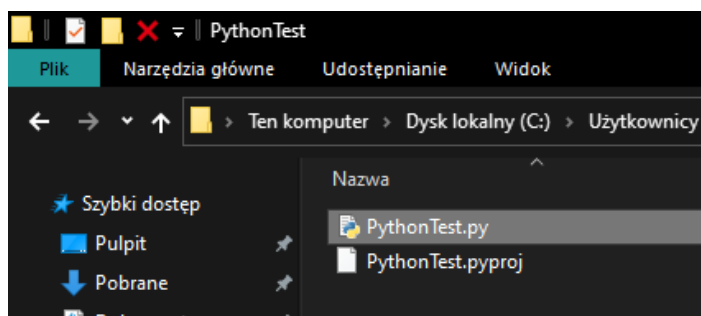 PythonTest
Plik Narzędzia główne Udostępnianie Widok
Ten komputer > Dysk lokalny (C:) > Użytkownicy
Nazwa
Szybki dostęp
PythonTest.py
Pulpit
PythonTest.pyproj
Pobrane